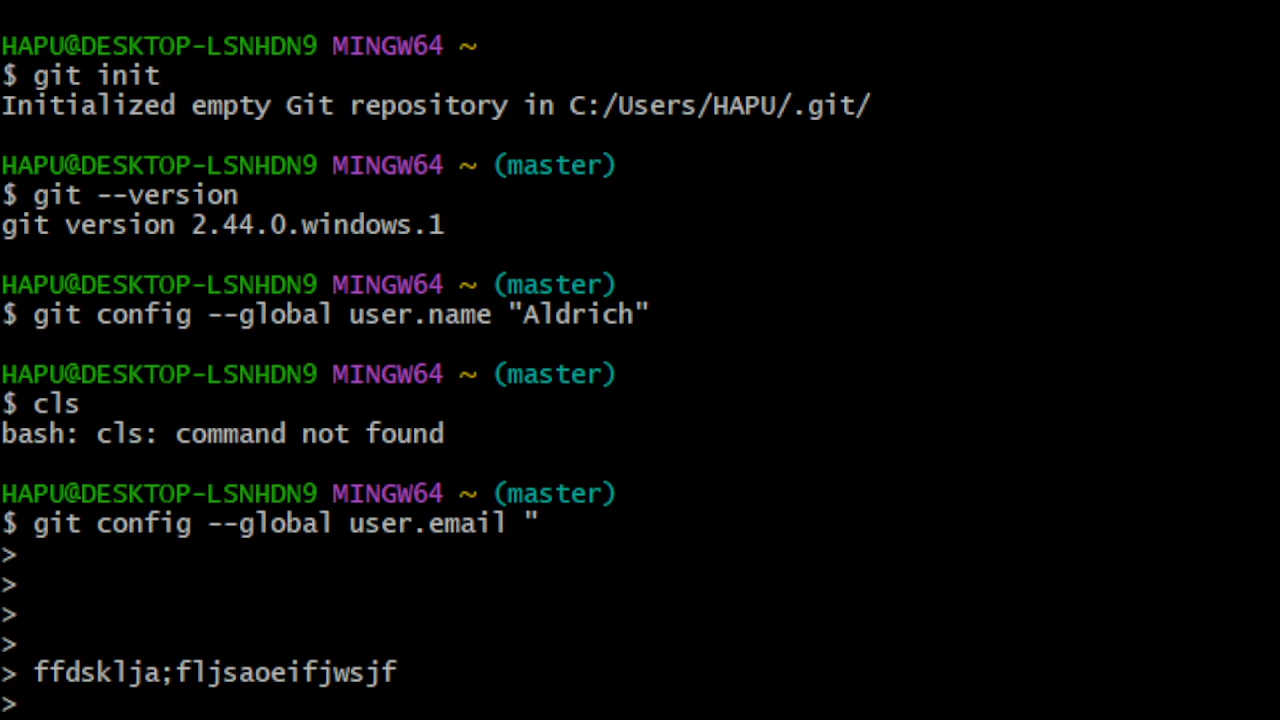 HAPU@DESKTOP-LSNHDN9 MINGW64 ~
$ git init
Initialized empty Git repository in C:/Users/HAPU/.git/
HAPU@DESKTOP-LSNHDN9 MINGW64 ~ (master)
$ git --version
git version 2.44.0.windows.1
HAPU@DESKTOP-LSNHDN9 MINGW64 ~ (master)
$ git config --global user.name "Aldrich"
HAPU@DESKTOP-LSNHDN9 MINGW64 ~ (master)
$ cls
bash: cls: command not found
HAPU@DESKTOP-LSNHDN9 MINGW64 ~ (master)
$ git config --global user.email "
>
>
>
>
> ffdsklja;fljsaoeifjwsjf
>